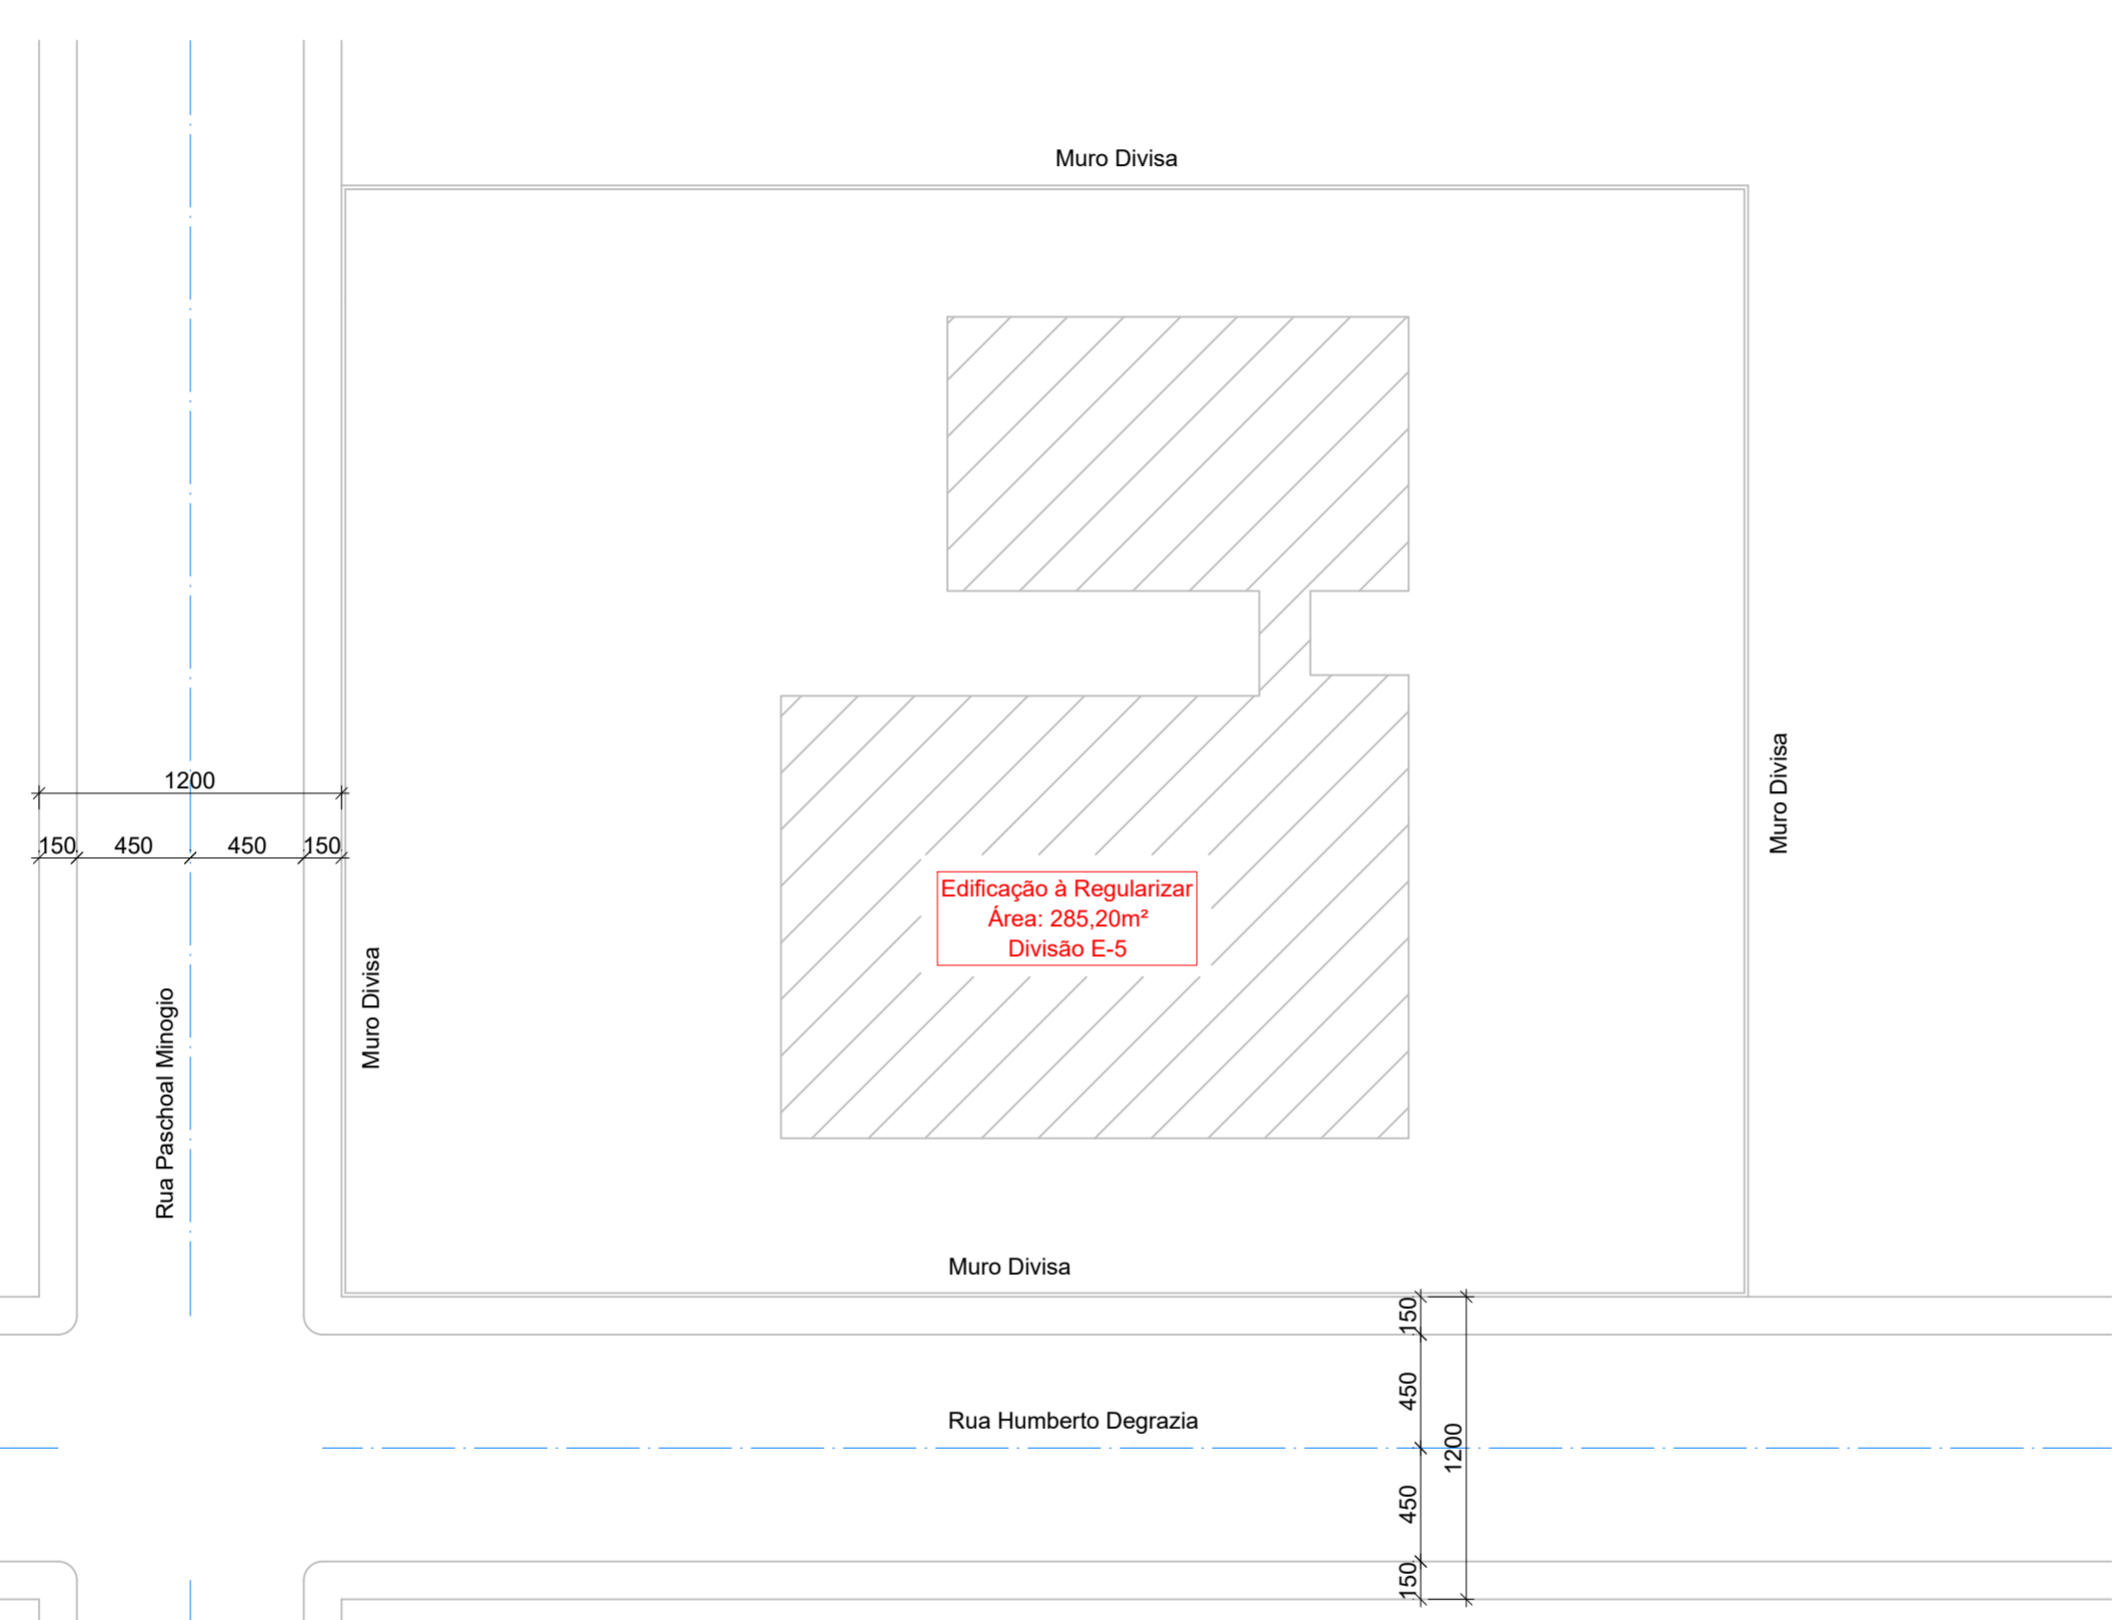 Muro Divisa
1200
150
450
450
150
Muro Divisa
Edificação à Regularizar
Área: 285,20m²
Divisão E-5
Muro Divisa
Rua Paschoal Minogio
Muro Divisa
150
450
Rua Humberto Degrazia
1200
450
150